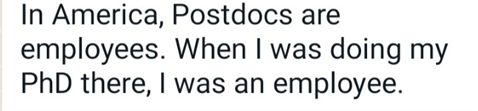 In America, Postdocs are
employees. When I was doing my
PhD there, I was an employee.